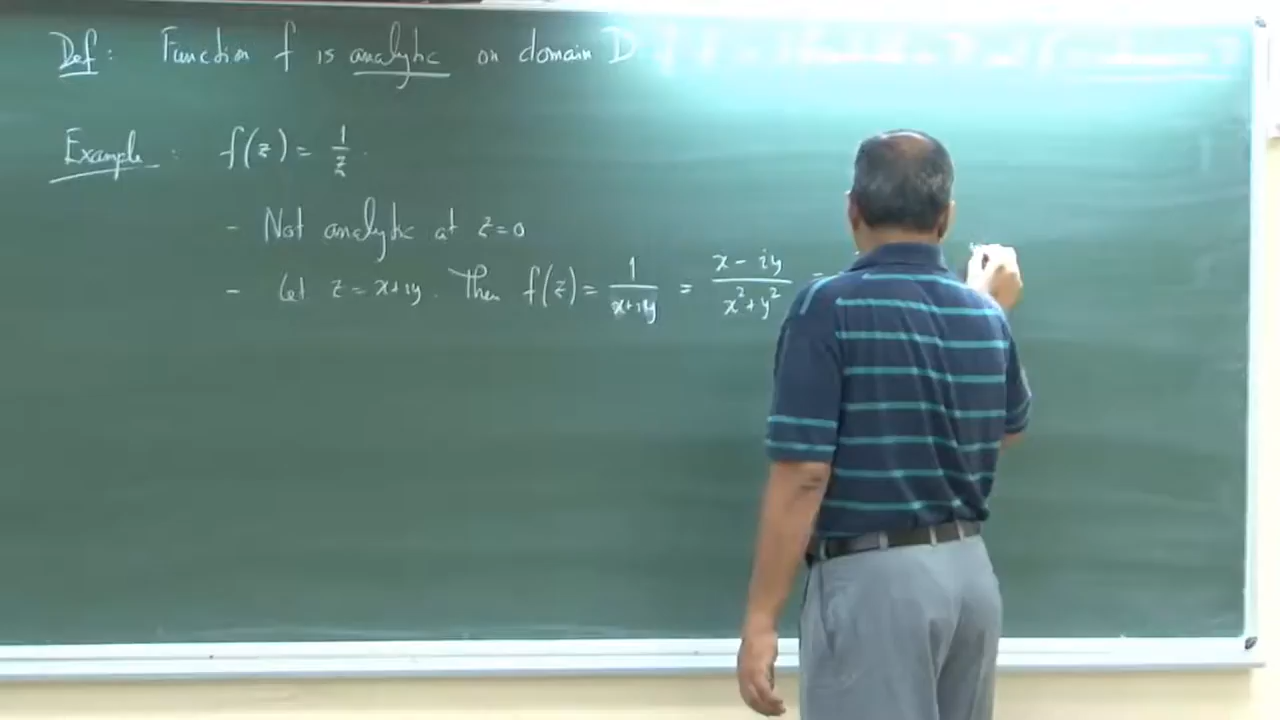 Def: Function f is analytic on domain D
Example: f(z) = 1/z.
- Not analytic at z=0
- Let z = x+iy. Then f(z) = 1/(x+iy) = (x - iy)/(x²+y²) =